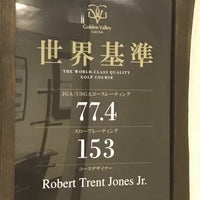 GVG
Golden Valley
Golf Club
世界基準
THE WORLD-CLASS QUALITY
GOLF COURSE
JGA/USGAコースレーティング
77.4
スロープレーティング
153
コースデザイナー
Robert Trent Jones Jr.